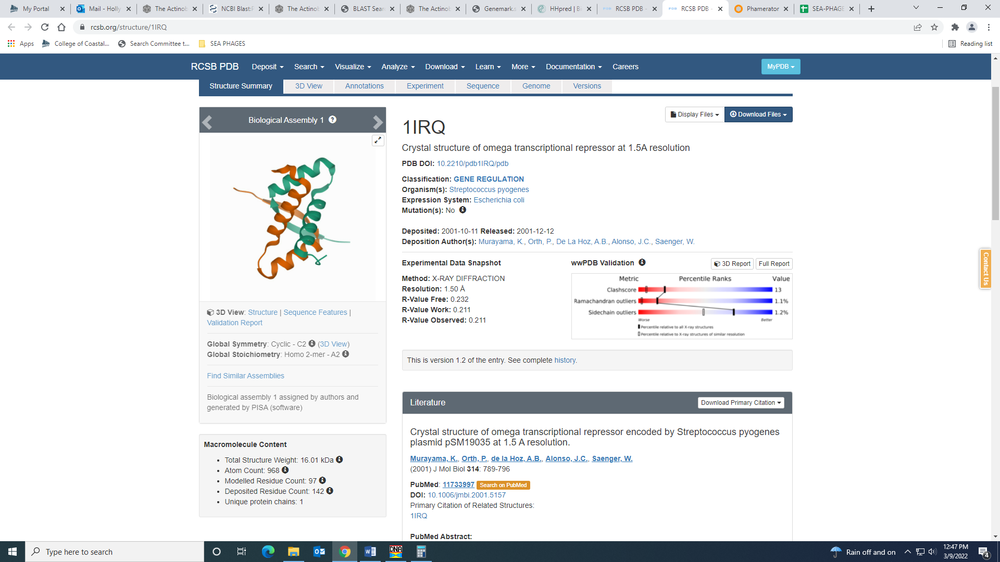 My Portal
Mail - Holly
The Actinob
NCBI BlastP
The Actinob
BLAST Sear
The Actinob
Genemark.s
HHpred | Bi
RCSB PDB -
RCSB PDB -
Phamerator
SEA-PHAGE
rcsb.org/structure/1IRQ
Apps
College of Coastal...
Search Committee t...
SEA PHAGES
Reading list
RCSB PDB
Deposit
Search
Visualize
Analyze
Download
Learn
More
Documentation
Careers
MyPDB
Structure Summary
3D View
Annotations
Experiment
Sequence
Genome
Versions
Biological Assembly 1
3D View: Structure | Sequence Features |
Validation Report
Global Symmetry: Cyclic - C2 (3D View)
Global Stoichiometry: Homo 2-mer - A2
Find Similar Assemblies
Biological assembly 1 assigned by authors and
generated by PISA (software)
Macromolecule Content
Total Structure Weight: 16.01 kDa
Atom Count: 968
Modelled Residue Count: 97
Deposited Residue Count: 142
Unique protein chains: 1
Display Files
Download Files
1IRQ
Crystal structure of omega transcriptional repressor at 1.5A resolution
PDB DOI: 10.2210/pdb1IRQ/pdb
Classification: GENE REGULATION
Organism(s): Streptococcus pyogenes
Expression System: Escherichia coli
Mutation(s): No
Deposited: 2001-10-11 Released: 2001-12-12
Deposition Author(s): Murayama, K., Orth, P., De La Hoz, A.B., Alonso, J.C., Saenger, W.
Experimental Data Snapshot
Method: X-RAY DIFFRACTION
Resolution: 1.50 Å
R-Value Free: 0.232
R-Value Work: 0.211
R-Value Observed: 0.211
wwPDB Validation
3D Report
Full Report
Metric Percentile Ranks Value
Clashscore 13
Ramachandran outliers 1.1%
Sidechain outliers 1.2%
Worse Better
Percentile relative to all X-ray structures
Percentile relative to X-ray structures of similar resolution
This is version 1.2 of the entry. See complete history.
Literature
Download Primary Citation
Crystal structure of omega transcriptional repressor encoded by Streptococcus pyogenes
plasmid pSM19035 at 1.5 A resolution.
Murayama, K., Orth, P., de la Hoz, A.B., Alonso, J.C., Saenger, W.
(2001) J Mol Biol 314: 789-796
PubMed: 11733997 Search on PubMed
DOI: 10.1006/jmbi.2001.5157
Primary Citation of Related Structures:
1IRQ
PubMed Abstract:
Contact Us
Type here to search
DNA
Rain off and on
12:47 PM
3/9/2022
4